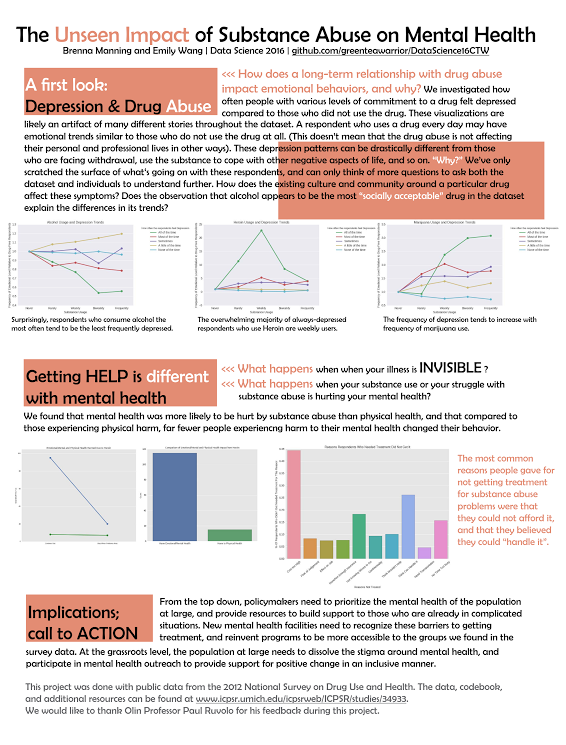 The Unseen Impact of Substance Abuse on Mental Health
Brenna Manning and Emily Wang | Data Science 2016 | github.com/greenteawarrior/DataScience16CTW
A first look:
Depression & Drug Abuse
<<< How does a long-term relationship with drug abuse
impact emotional behaviors, and why? We investigated how
often people with various levels of commitment to a drug felt depressed
compared to those who did not use the drug. These visualizations are
likely an artifact of many different stories throughout the dataset. A respondent who uses a drug every day may have
emotional trends similar to those who do not use the drug at all. (This doesn't mean that the drug abuse is not affecting
their personal and professional lives in other ways). These depression patterns can be drastically different from those
who are facing withdrawal, use the substance to cope with other negative aspects of life, and so on. "Why?" We've only
scratched the surface of what's going on with these respondents, and can only think of more questions to ask both the
dataset and individuals to understand further. How does the existing culture and community around a particular drug
affect these symptoms? Does the observation that alcohol appears to be the most "socially acceptable" drug in the dataset
explain the differences in its trends?
Alcohol Usage and Depression Trends
Heroin Usage and Depression Trends
Marijuana Usage and Depression Trends
Surprisingly, respondents who consume alcohol the
most often tend to be the least frequently depressed.
The overwhelming majority of always-depressed
respondents who use Heroin are weekly users.
The frequency of depression tends to increase with
frequency of marijuana use.
Getting HELP is different
with mental health
<<< What happens when when your illness is INVISIBLE ?
<<< What happens when your substance use or your struggle with
substance abuse is hurting your mental health?
We found that mental health was more likely to be hurt by substance abuse than physical health, and that compared to
those experiencing physical harm, far fewer people experiencng harm to their mental health changed their behavior.
The most common
reasons people gave for
not getting treatment
for substance abuse
problems were that
they could not afford it,
and that they believed
they could "handle it".
Implications;
call to ACTION
From the top down, policymakers need to prioritize the mental health of the population
at large, and provide resources to build support to those who are already in complicated
situations. New mental health facilities need to recognize these barriers to getting
treatment, and reinvent programs to be more accessible to the groups we found in the
survey data. At the grassroots level, the population at large needs to dissolve the stigma around mental health, and
participate in mental health outreach to provide support for positive change in an inclusive manner.
This project was done with public data from the 2012 National Survey on Drug Use and Health. The data, codebook,
and additional resources can be found at www.icpsr.umich.edu/icpsrweb/ICPSR/studies/34933.
We would like to thank Olin Professor Paul Ruvolo for his feedback during this project.